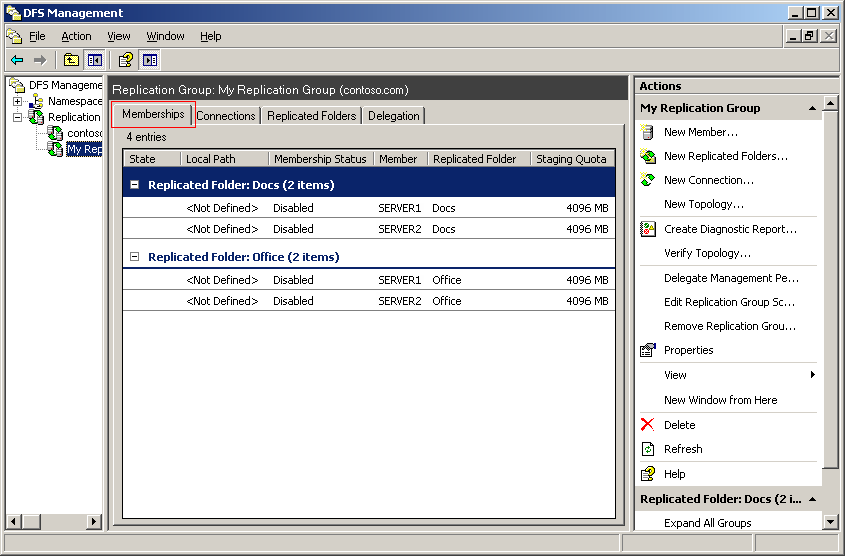 DFS Management
File Action View Window Help
DFS Manageme
Namespace
Replication
contoso
My Rep
Replication Group: My Replication Group (contoso.com)
Memberships Connections Replicated Folders Delegation
4 entries
State Local Path Membership Status Member Replicated Folder Staging Quota
Replicated Folder: Docs (2 items)
<Not Defined> Disabled SERVER1 Docs 4096 MB
<Not Defined> Disabled SERVER2 Docs 4096 MB
Replicated Folder: Office (2 items)
<Not Defined> Disabled SERVER1 Office 4096 MB
<Not Defined> Disabled SERVER2 Office 4096 MB
Actions
My Replication Group
New Member...
New Replicated Folders...
New Connection...
New Topology...
Create Diagnostic Report...
Verify Topology...
Delegate Management Pe...
Edit Replication Group Sc...
Remove Replication Grou...
Properties
View
New Window from Here
Delete
Refresh
Help
Replicated Folder: Docs (2 i...
Expand All Groups